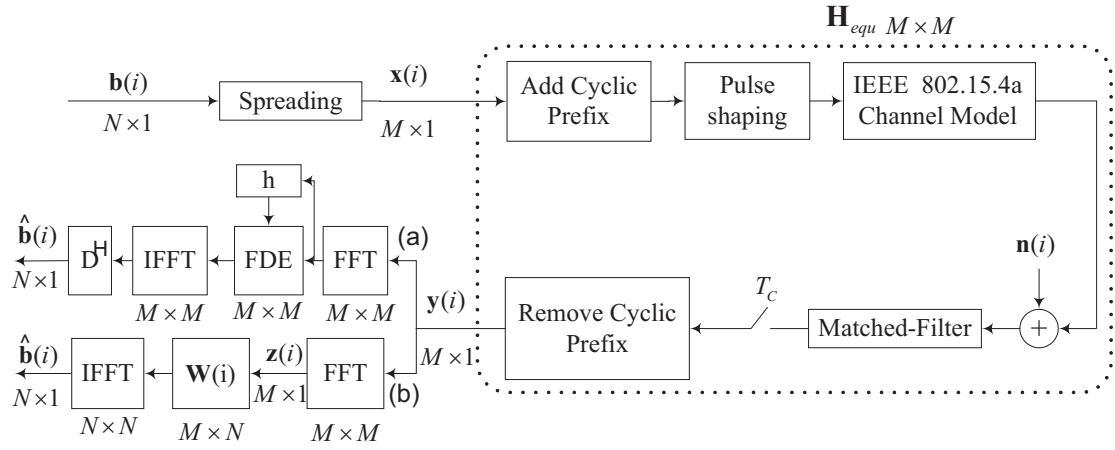 H_equ M×M
b(i)
N×1
Spreading
x(i)
M×1
Add Cyclic
Prefix
Pulse
shaping
IEEE 802.15.4a
Channel Model
h
b̂(i)
N×1
D^H
IFFT
M×M
FDE
M×M
FFT
M×M
(a)
y(i)
M×1
Remove Cyclic
Prefix
T_C
Matched-Filter
n(i)
+
b̂(i)
N×1
IFFT
N×N
W(i)
M×N
z(i)
M×1
FFT
M×M
(b)